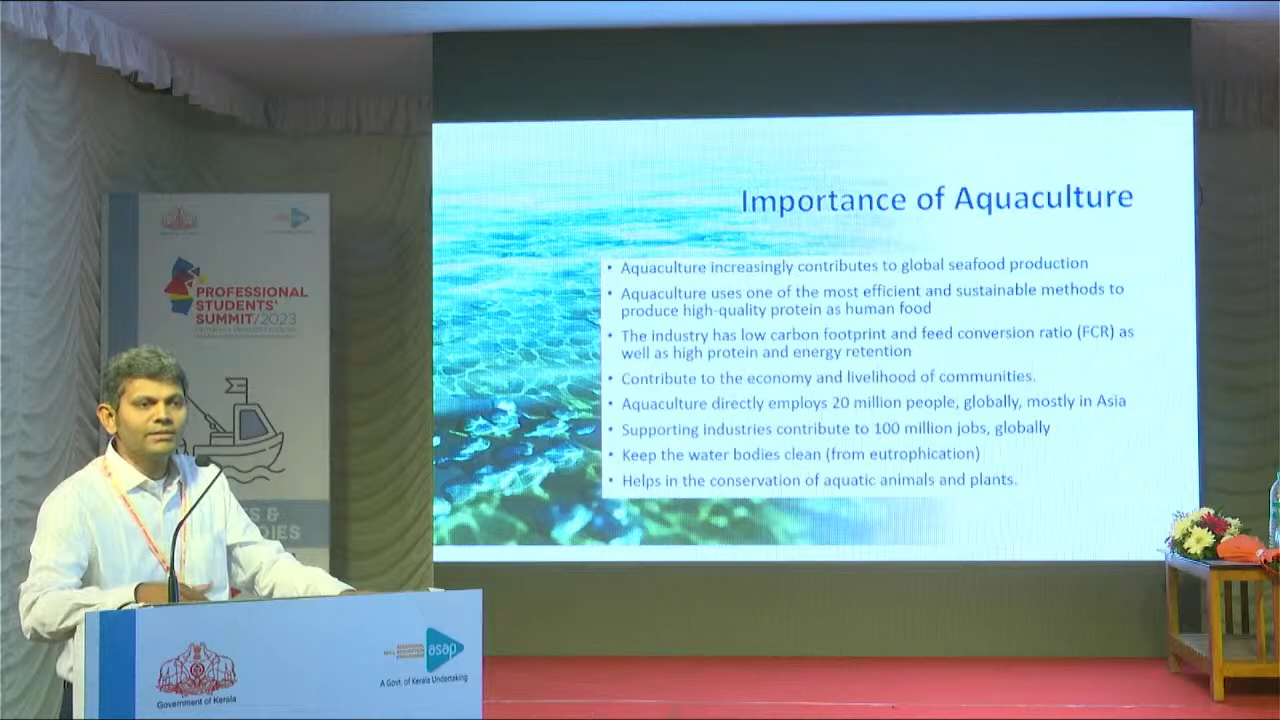 Importance of Aquaculture
• Aquaculture increasingly contributes to global seafood production
• Aquaculture uses one of the most efficient and sustainable methods to
produce high-quality protein as human food
• The industry has low carbon footprint and feed conversion ratio (FCR) as
well as high protein and energy retention
• Contribute to the economy and livelihood of communities.
• Aquaculture directly employs 20 million people, globally, mostly in Asia
• Supporting industries contribute to 100 million jobs, globally
• Keep the water bodies clean (from eutrophication)
• Helps in the conservation of aquatic animals and plants.
PROFESSIONAL
STUDENTS'
SUMMIT/2023
ES &
DIES
Government of Kerala
asap
A Govt. of Kerala Undertaking